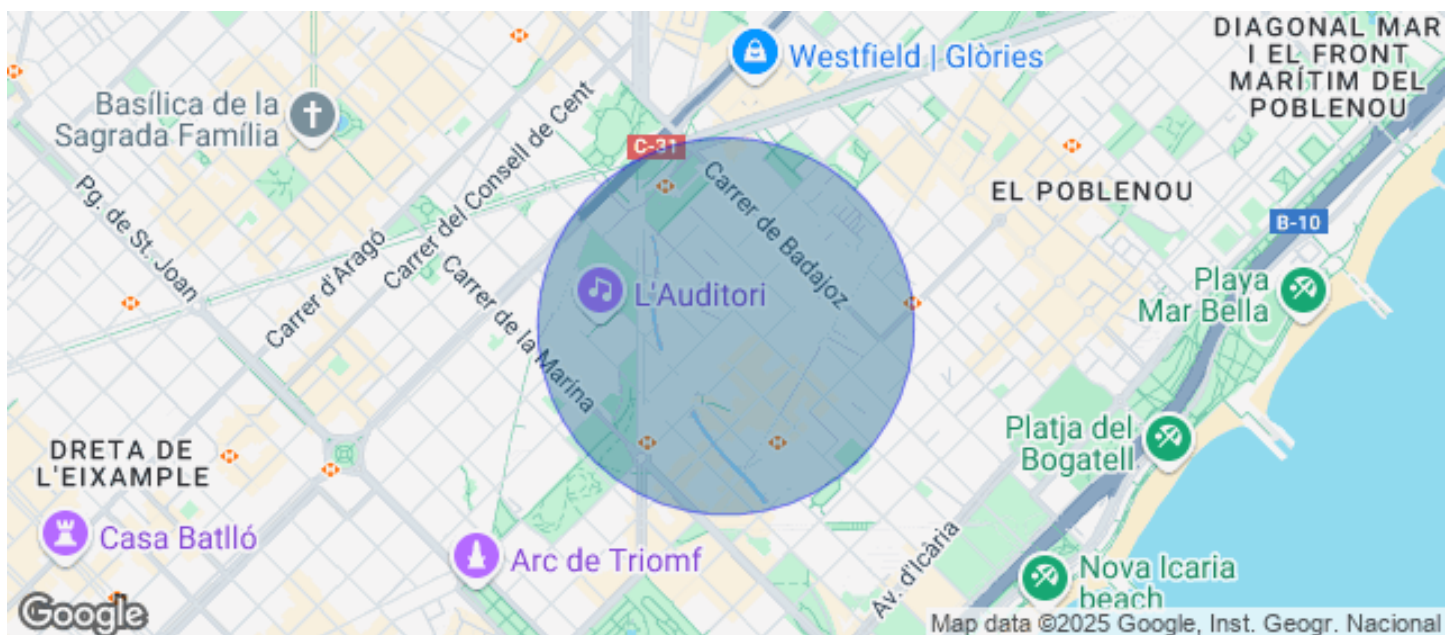 DIAGONAL MAR
I EL FRONT
MARÍTIM DEL
POBLENOU
Westfield | Glòries
Basílica de la
Sagrada Família
Carrer del Consell de Cent
C-31
Carrer de Badajoz
EL POBLENOU
B-10
Pg. de St. Joan
Carrer d'Aragó
Carrer de la Marina
L'Auditori
Playa
Mar Bella
Platja del
Bogatell
DRETA DE
L'EIXAMPLE
Casa Batlló
Arc de Triomf
Av. d'Icària
Nova Icaria
beach
Google
Map data ©2025 Google, Inst. Geogr. Nacional